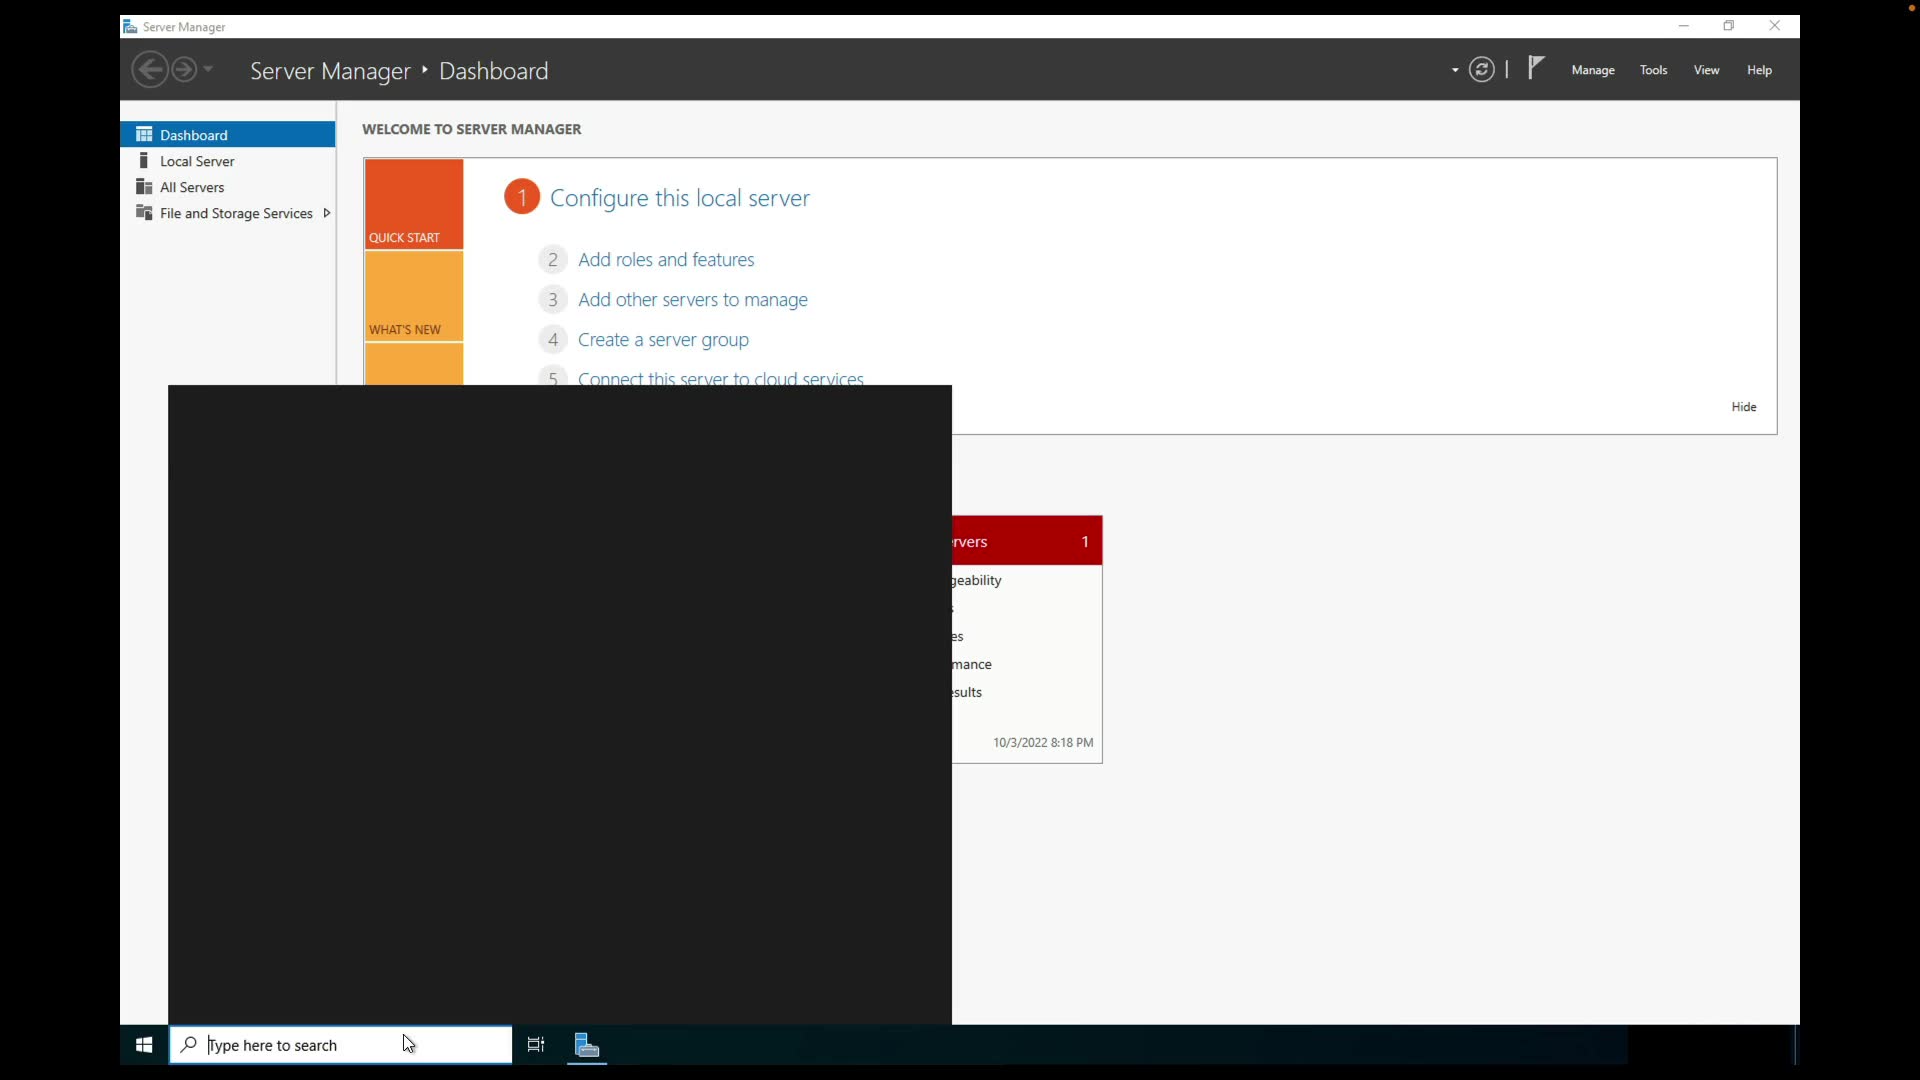 Server Manager
Server Manager ‣ Dashboard
Manage Tools View Help
Dashboard
Local Server
All Servers
File and Storage Services
WELCOME TO SERVER MANAGER
QUICK START
WHAT'S NEW
1 Configure this local server
2 Add roles and features
3 Add other servers to manage
4 Create a server group
5 Connect this server to cloud services
Hide
rvers 1
geability
es
mance
esults
10/3/2022 8:18 PM
Type here to search